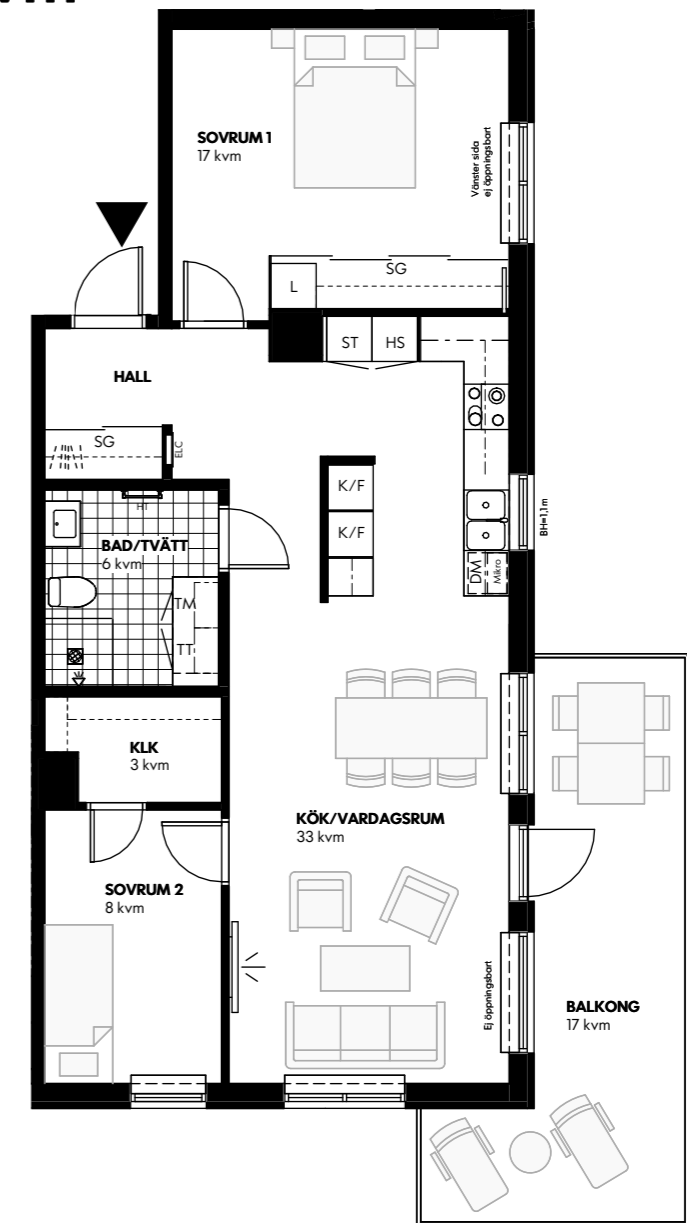 SOVRUM 1
17 kvm
Vänster sida
ej öppningsbart
SG
L
ST
HS
HALL
SG
ELC
K/F
K/F
BH=1,1m
HT
BAD/TVÄTT
6 kvm
DM
Mikro
TM
TT
KLK
3 kvm
KÖK/VARDAGSRUM
33 kvm
SOVRUM 2
8 kvm
Ej öppningsbart
BALKONG
17 kvm